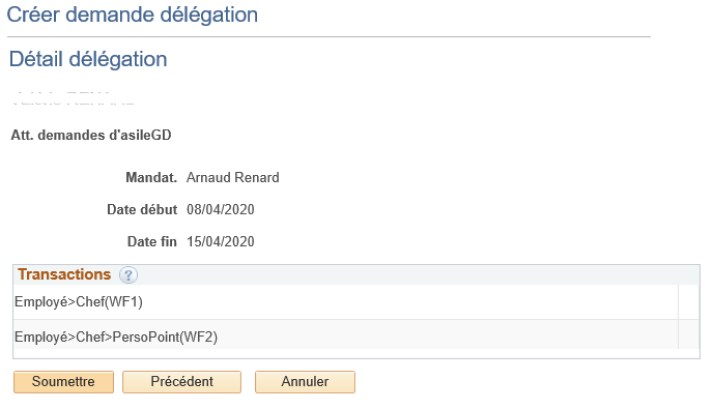 Créer demande délégation
Détail délégation
Att. demandes d'asileGD
Mandat. Arnaud Renard
Date début 08/04/2020
Date fin 15/04/2020
Transactions ?
Employé>Chef(WF1)
Employé>Chef>PersoPoint(WF2)
Soumettre Précédent Annuler